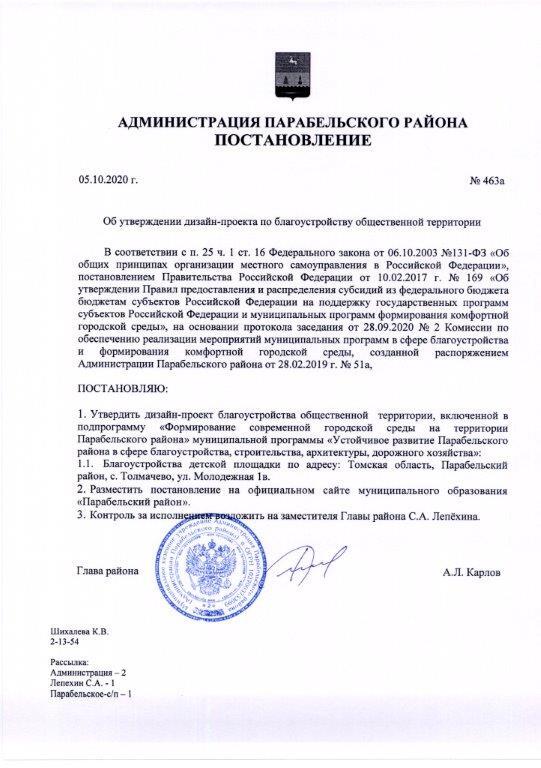 АДМИНИСТРАЦИЯ ПАРАБЕЛЬСКОГО РАЙОНА
ПОСТАНОВЛЕНИЕ
05.10.2020 г. № 463а
Об утверждении дизайн-проекта по благоустройству общественной территории
В соответствии с п. 25 ч. 1 ст. 16 Федерального закона от 06.10.2003 №131-ФЗ «Об
общих принципах организации местного самоуправления в Российской Федерации»,
постановлением Правительства Российской Федерации от 10.02.2017 г. № 169 «Об
утверждении Правил предоставления и распределения субсидий из федерального бюджета
бюджетам субъектов Российской Федерации на поддержку государственных программ
субъектов Российской Федерации и муниципальных программ формирования комфортной
городской среды», на основании протокола заседания от 28.09.2020 № 2 Комиссии по
обеспечению реализации мероприятий муниципальных программ в сфере благоустройства
и формирования комфортной городской среды, созданной распоряжением
Администрации Парабельского района от 28.02.2019 г. № 51а,
ПОСТАНОВЛЯЮ:
1. Утвердить дизайн-проект благоустройства общественной территории, включенной в
подпрограмму «Формирование современной городской среды на территории
Парабельского района» муниципальной программы «Устойчивое развитие Парабельского
района в сфере благоустройства, строительства, архитектуры, дорожного хозяйства»:
1.1. Благоустройства детской площадки по адресу: Томская область, Парабельский
район, с. Толмачево, ул. Молодежная 1в.
2. Разместить постановление на официальном сайте муниципального образования
«Парабельский район».
3. Контроль за исполнением возложить на заместителя Главы района С.А. Лепёхина.
Глава района А.Л. Карлов
Шихалева К.В.
2-13-54
Рассылка:
Администрация – 2
Лепехин С.А. - 1
Парабельское-с/п – 1